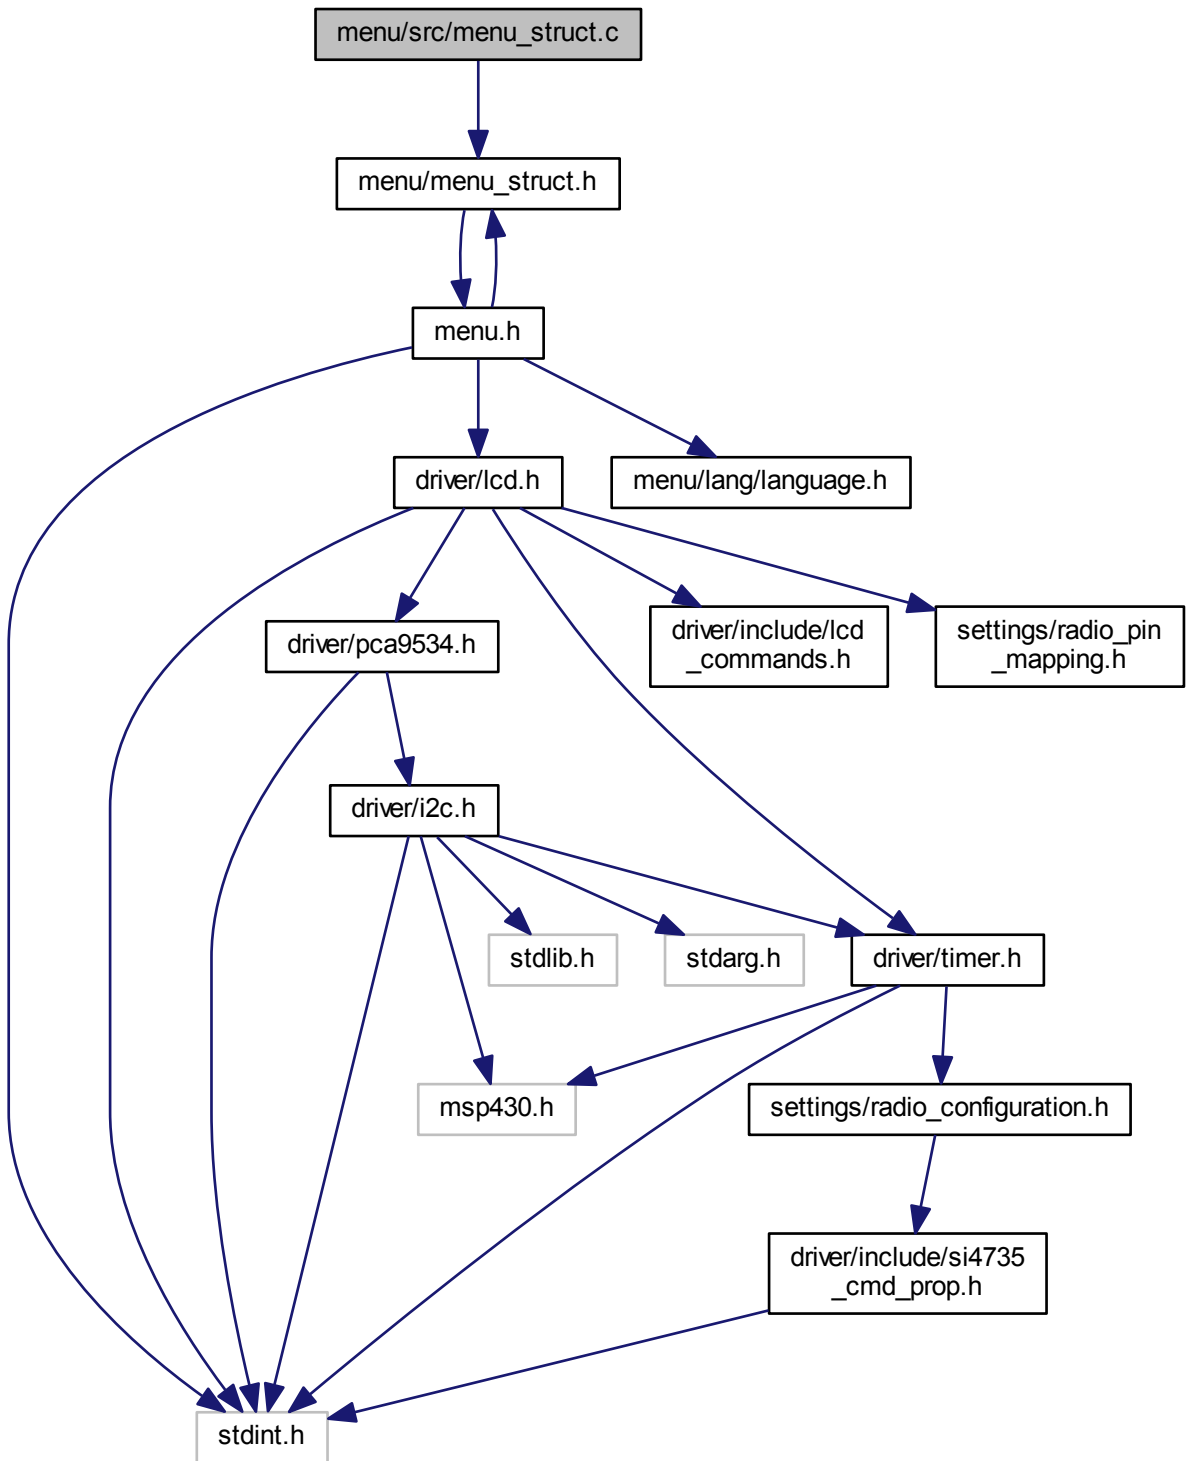 menu/src/menu_struct.c
menu/menu_struct.h
menu.h
driver/lcd.h
menu/lang/language.h
driver/pca9534.h
driver/include/lcd
_commands.h
settings/radio_pin
_mapping.h
driver/i2c.h
stdlib.h
stdarg.h
driver/timer.h
msp430.h
settings/radio_configuration.h
driver/include/si4735
_cmd_prop.h
stdint.h